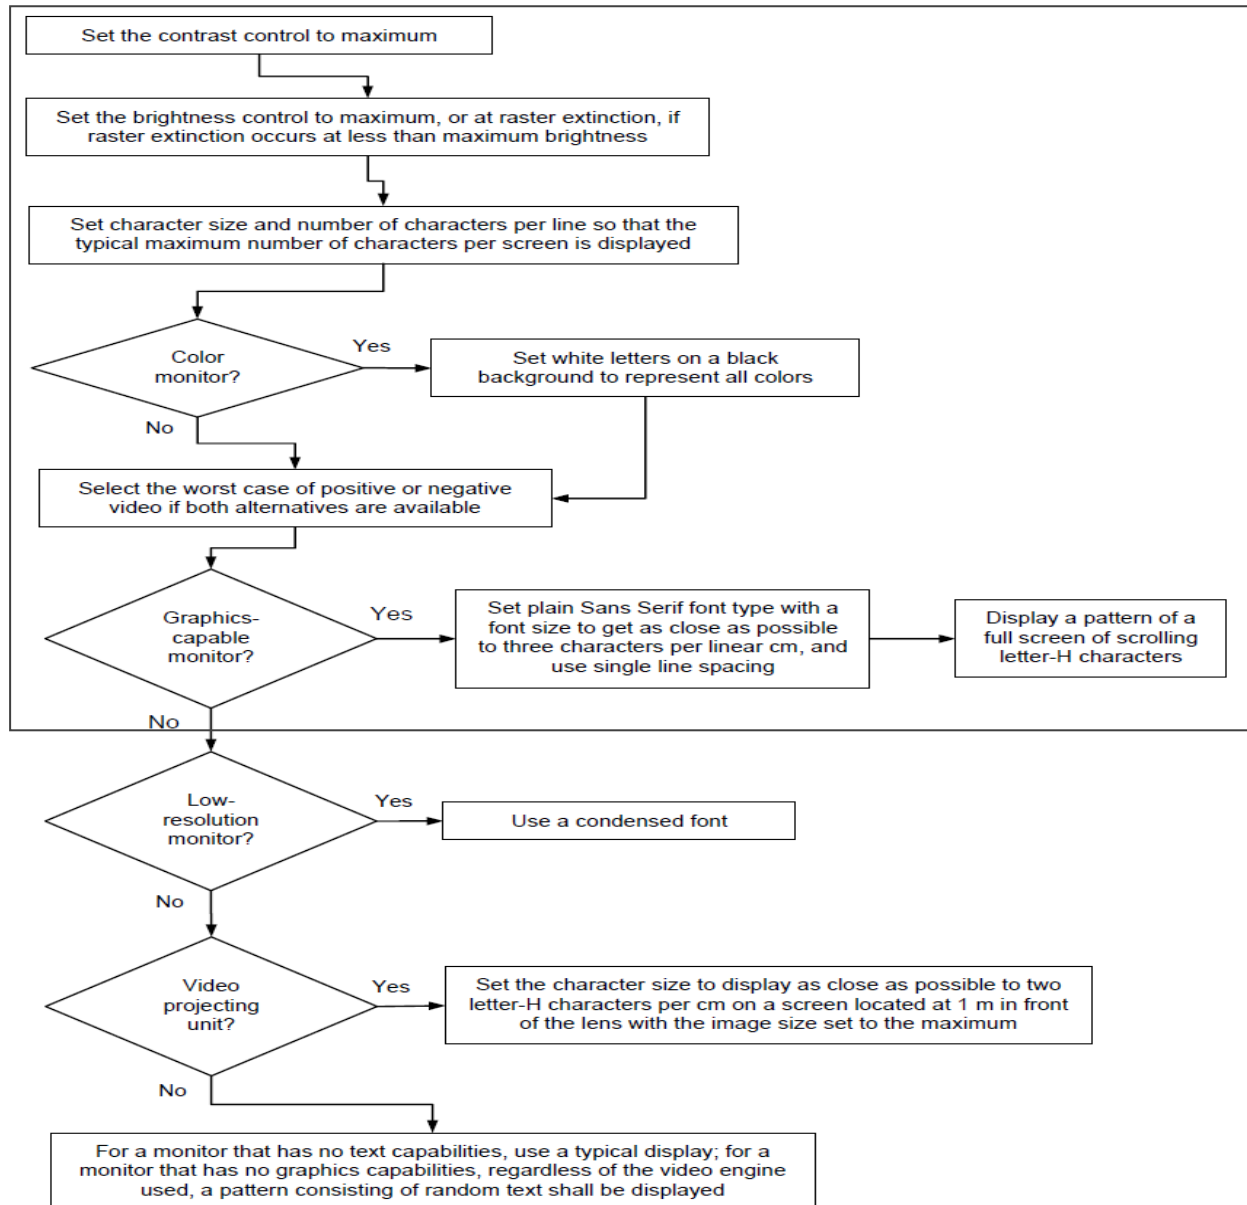 Set the contrast control to maximum
Set the brightness control to maximum, or at raster extinction, if
raster extinction occurs at less than maximum brightness
Set character size and number of characters per line so that the
typical maximum number of characters per screen is displayed
Color
monitor?
Yes
Set white letters on a black
background to represent all colors
No
Select the worst case of positive or negative
video if both alternatives are available
Graphics-
capable
monitor?
Yes
Set plain Sans Serif font type with a
font size to get as close as possible
to three characters per linear cm, and
use single line spacing
Display a pattern of a
full screen of scrolling
letter-H characters
No
Low-
resolution
monitor?
Yes
Use a condensed font
No
Video
projecting
unit?
Yes
Set the character size to display as close as possible to two
letter-H characters per cm on a screen located at 1 m in front
of the lens with the image size set to the maximum
No
For a monitor that has no text capabilities, use a typical display; for a
monitor that has no graphics capabilities, regardless of the video engine
used, a pattern consisting of random text shall be displayed